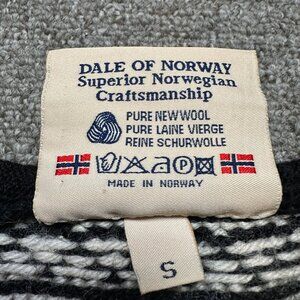 DALE OF NORWAY
Superior Norwegian
Craftsmanship
PURE NEW WOOL
PURE LAINE VIERGE
REINE SCHURWOLLE
MADE IN NORWAY
S